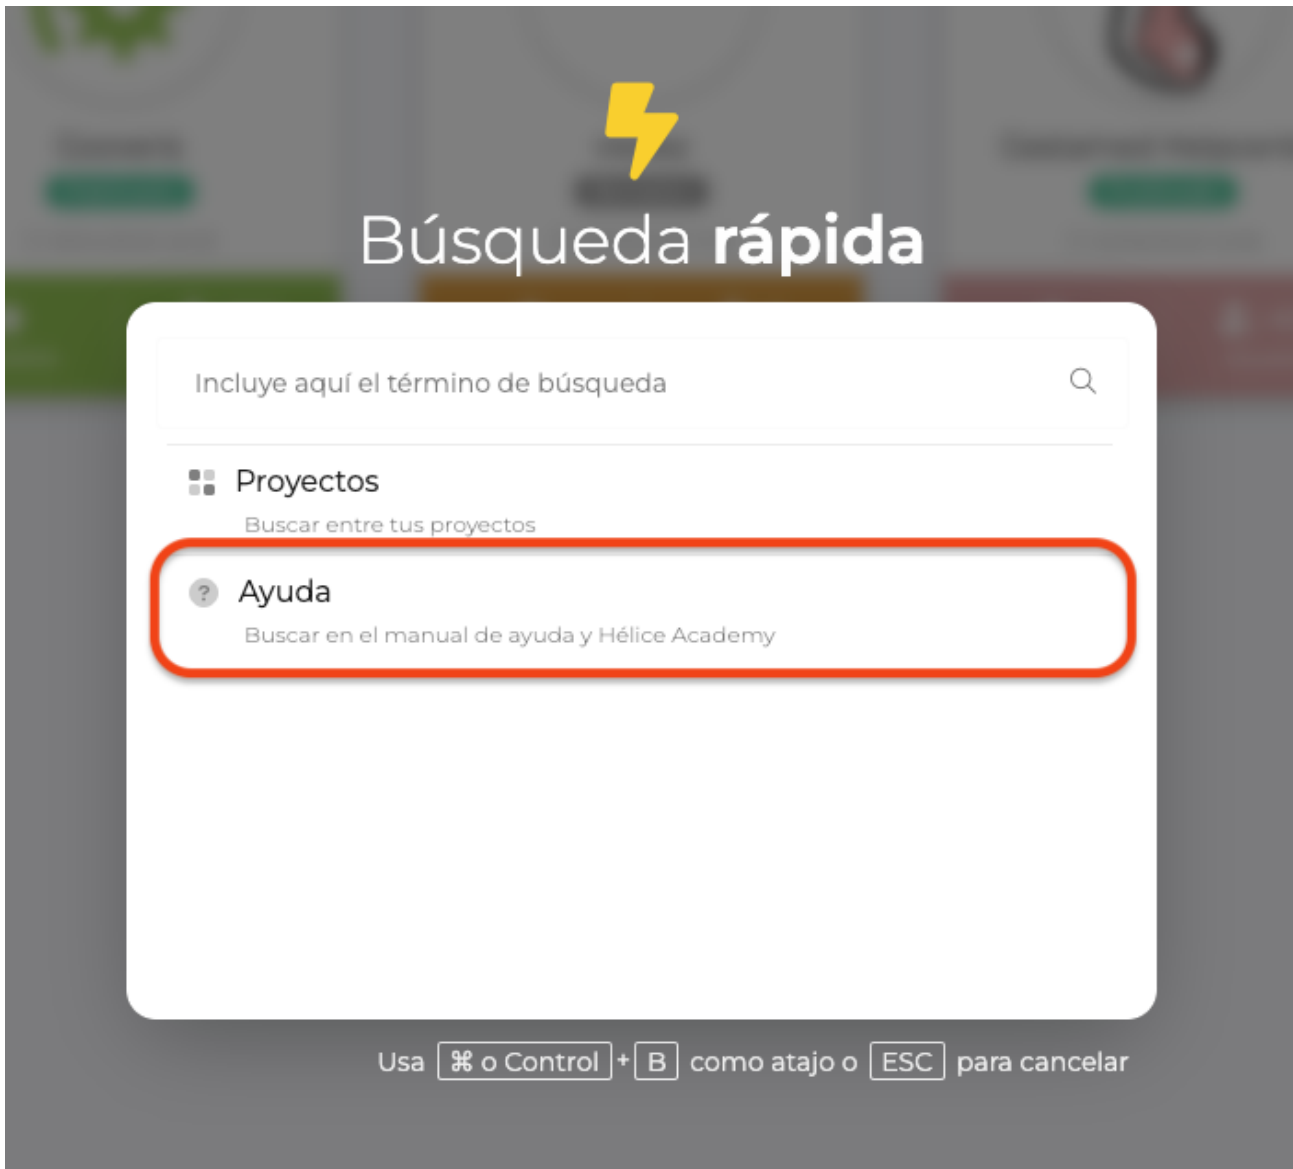 Búsqueda rápida
Incluye aquí el término de búsqueda
Proyectos
Buscar entre tus proyectos
? Ayuda
Buscar en el manual de ayuda y Hélice Academy
Usa ⌘ o Control + B como atajo o ESC para cancelar